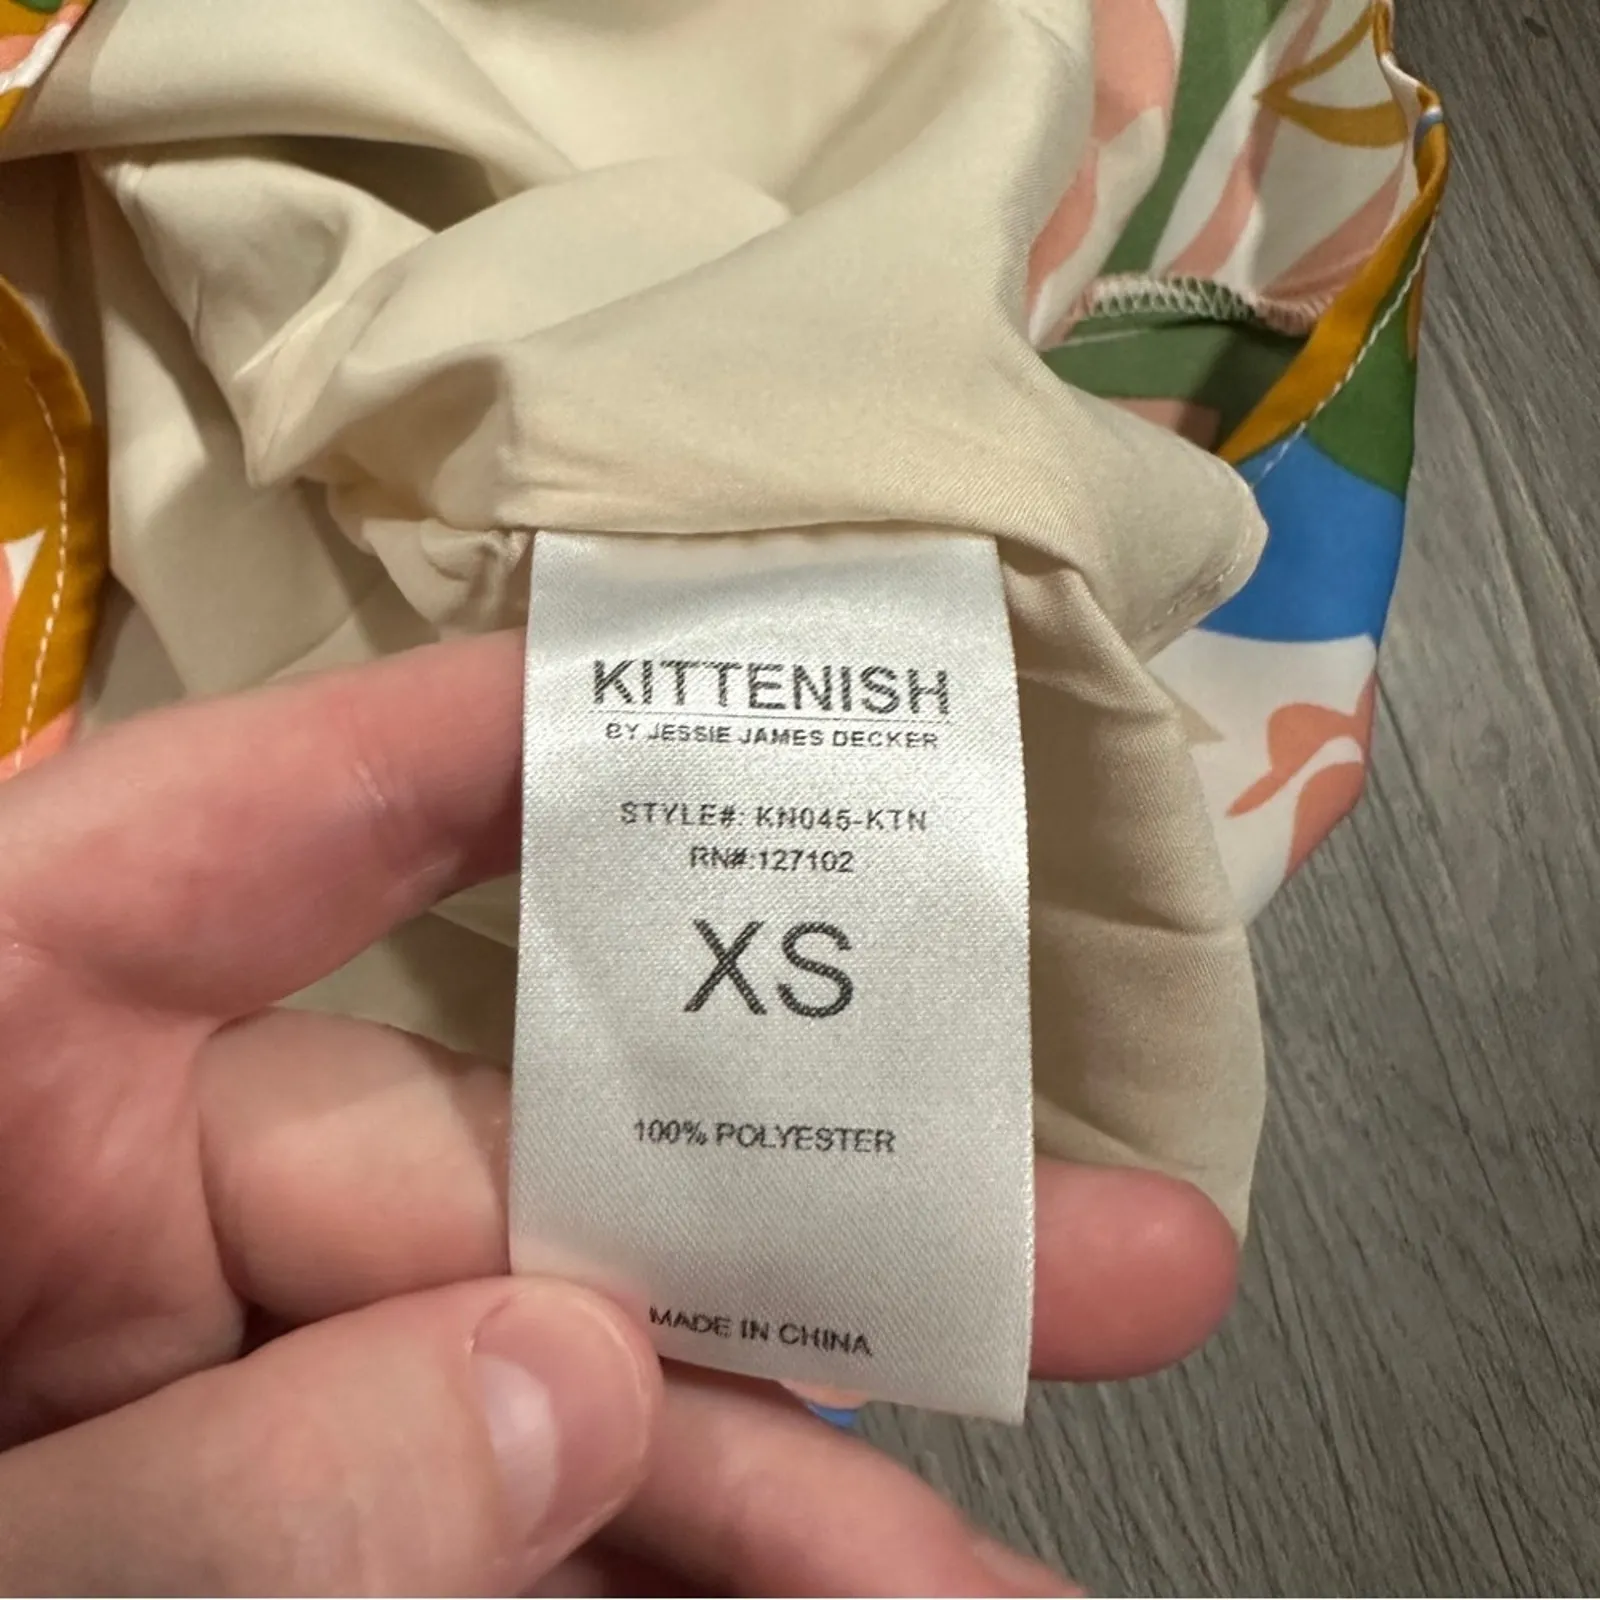 KITTENISH
BY JESSIE JAMES DECKER
STYLE#: KN045-KTN
RN#:127102
XS
100% POLYESTER
MADE IN CHINA